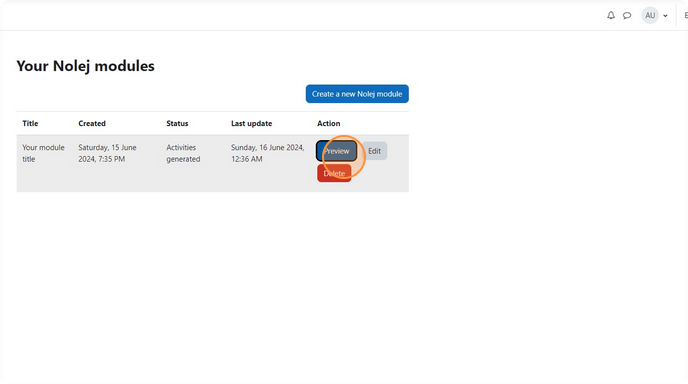 AU
E
Your Nolej modules
Create a new Nolej module
Title Created Status Last update Action
Your module Saturday, 15 June Activities Sunday, 16 June 2024, Preview Edit
title 2024, 7:35 PM generated 12:36 AM
Delete